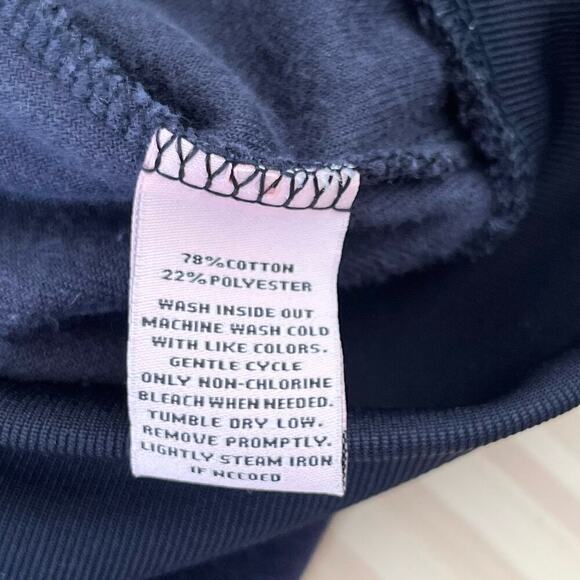 78% COTTON
22% POLYESTER
WASH INSIDE OUT
MACHINE WASH COLD
WITH LIKE COLORS.
GENTLE CYCLE
ONLY NON-CHLORINE
BLEACH WHEN NEEDED.
TUMBLE DRY LOW.
REMOVE PROMPTLY.
LIGHTLY STEAM IRON
IF NEEDED